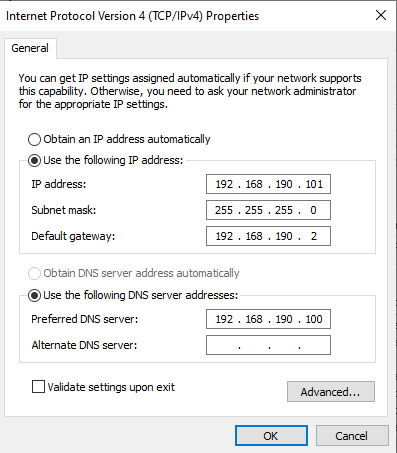 Internet Protocol Version 4 (TCP/IPv4) Properties
General
You can get IP settings assigned automatically if your network supports
this capability. Otherwise, you need to ask your network administrator
for the appropriate IP settings.
Obtain an IP address automatically
Use the following IP address:
IP address: 192 . 168 . 190 . 101
Subnet mask: 255 . 255 . 255 . 0
Default gateway: 192 . 168 . 190 . 2
Obtain DNS server address automatically
Use the following DNS server addresses:
Preferred DNS server: 192 . 168 . 190 . 100
Alternate DNS server: . . .
Validate settings upon exit
Advanced...
OK Cancel